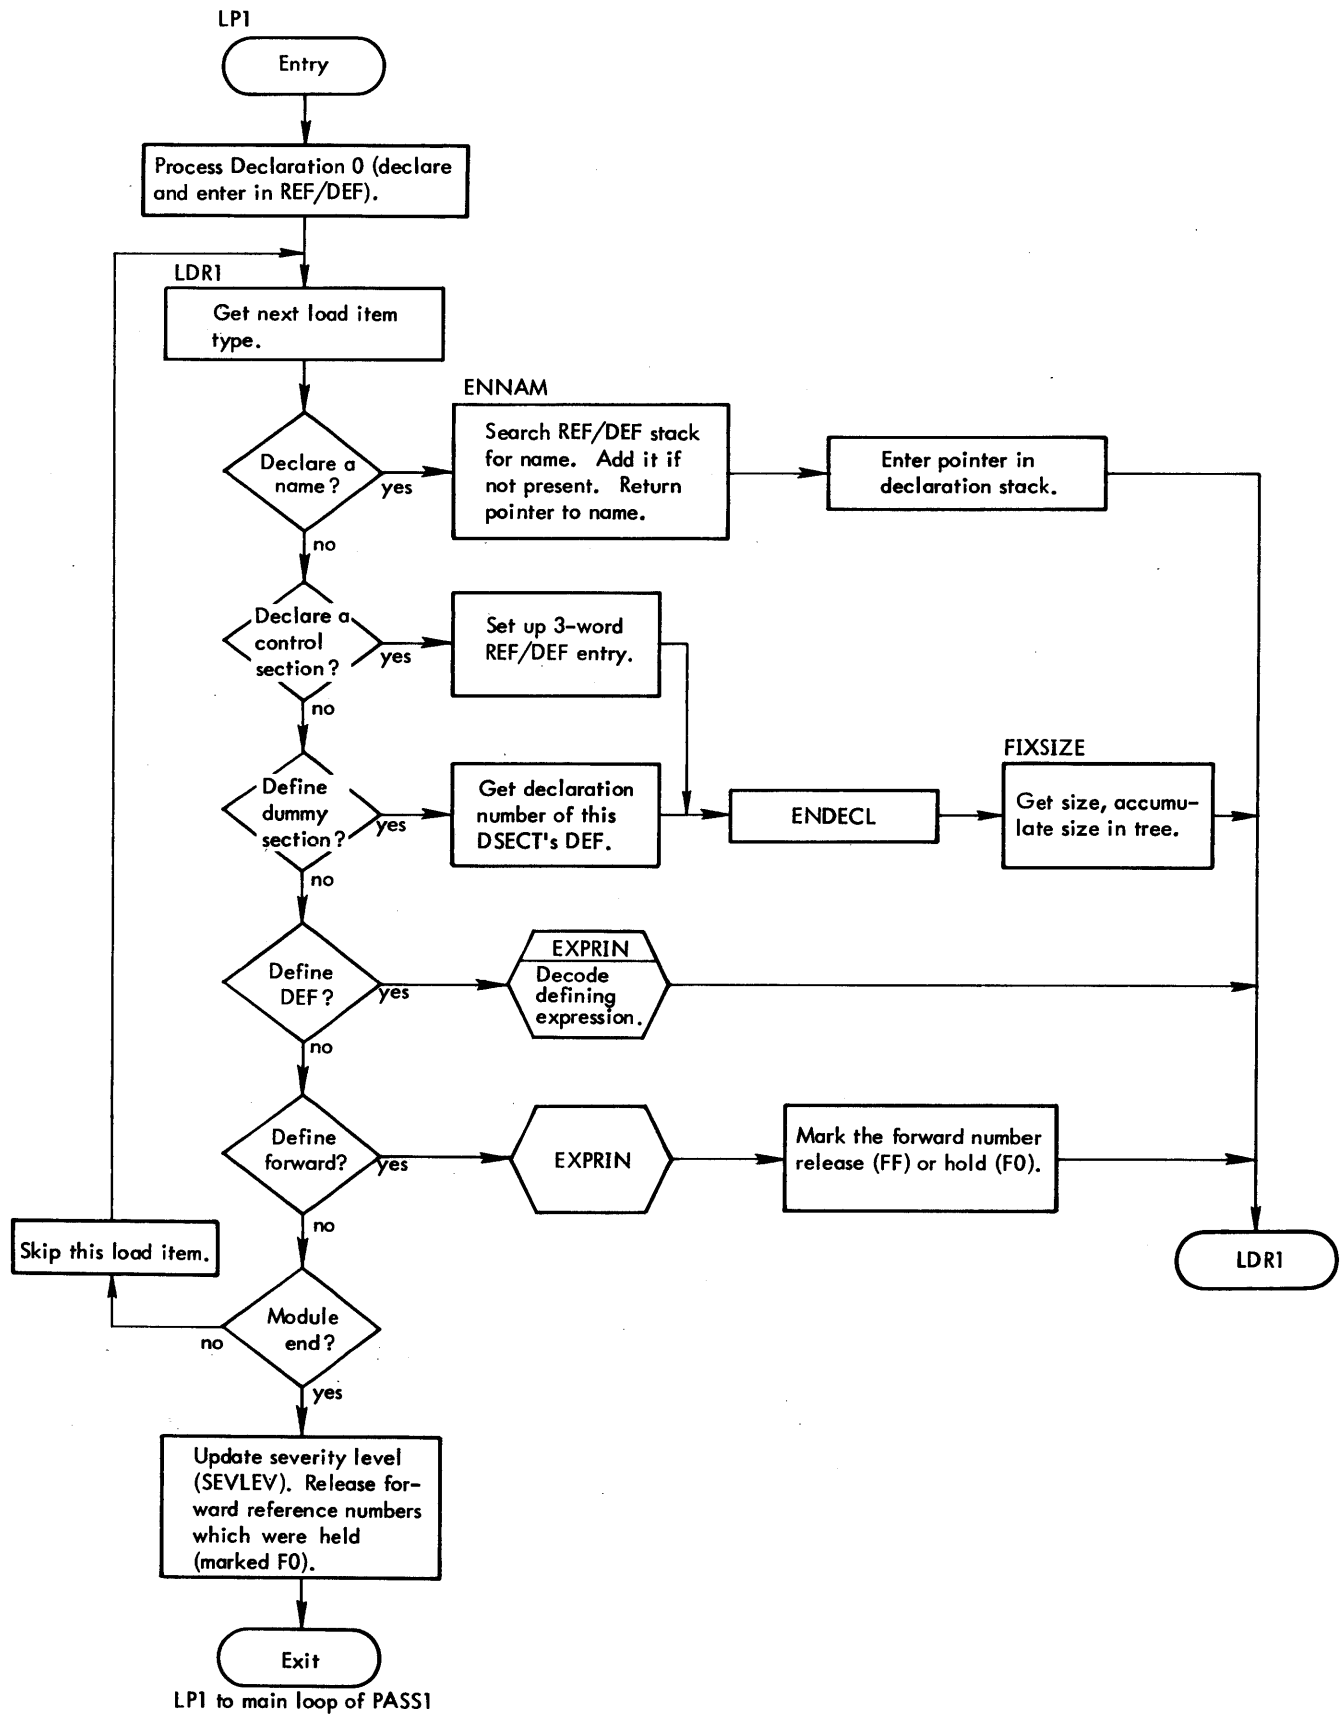 LP1
Entry
Process Declaration 0 (declare
and enter in REF/DEF).
LDR1
Get next load item
type.
ENNAM
Declare a
name?
yes
no
Search REF/DEF stack
for name. Add it if
not present. Return
pointer to name.
Enter pointer in
declaration stack.
Declare a
control
section?
yes
no
Set up 3-word
REF/DEF entry.
Define
dummy
section?
yes
no
Get declaration
number of this
DSECT's DEF.
ENDECL
FIXSIZE
Get size, accumu-
late size in tree.
Define
DEF?
yes
no
EXPRIN
Decode
defining
expression.
Define
forward?
yes
no
EXPRIN
Mark the forward number
release (FF) or hold (F0).
LDR1
Skip this load item.
Module
end?
no
yes
Update severity level
(SEVLEV). Release for-
ward reference numbers
which were held
(marked F0).
Exit
LP1 to main loop of PASS1